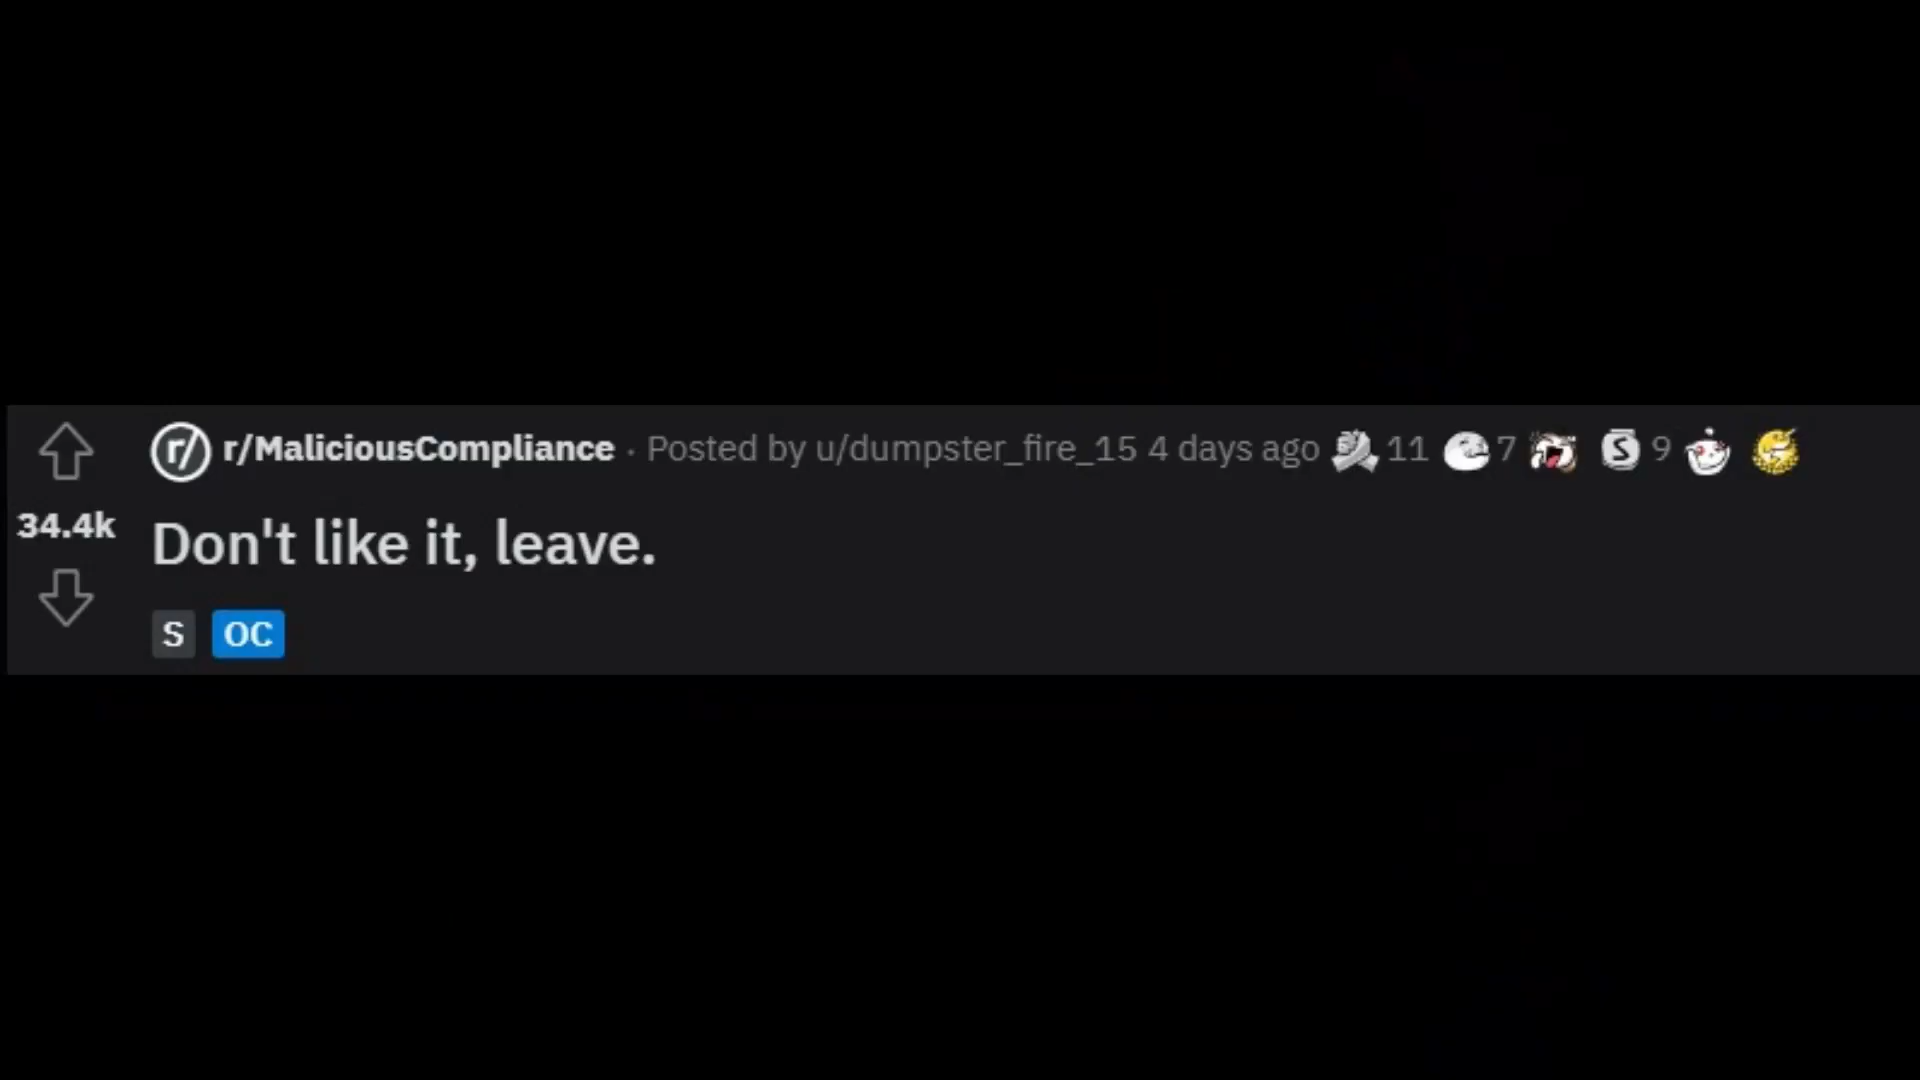 r/MaliciousCompliance · Posted by u/dumpster_fire_15 4 days ago 11 7 S 9
34.4k
Don't like it, leave.
S OC